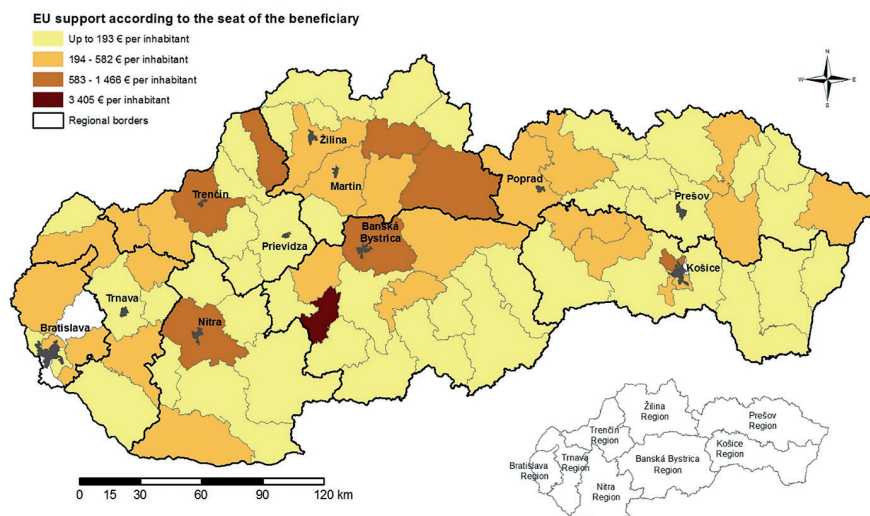 EU support according to the seat of the beneficiary
Up to 193 € per inhabitant
194 - 582 € per inhabitant
583 - 1 466 € per inhabitant
3 405 € per inhabitant
Regional borders
N
W
E
S
Žilina
Martin
Poprad
Prešov
Trenčín
Prievidza
Banská
Bystrica
Košice
Trnava
Nitra
Bratislava
0 15 30 60 90 120 km
Žilina
Region
Prešov
Region
Trenčín
Region
Košice
Region
Banská Bystrica
Region
Trnava
Region
Bratislava
Region
Nitra
Region